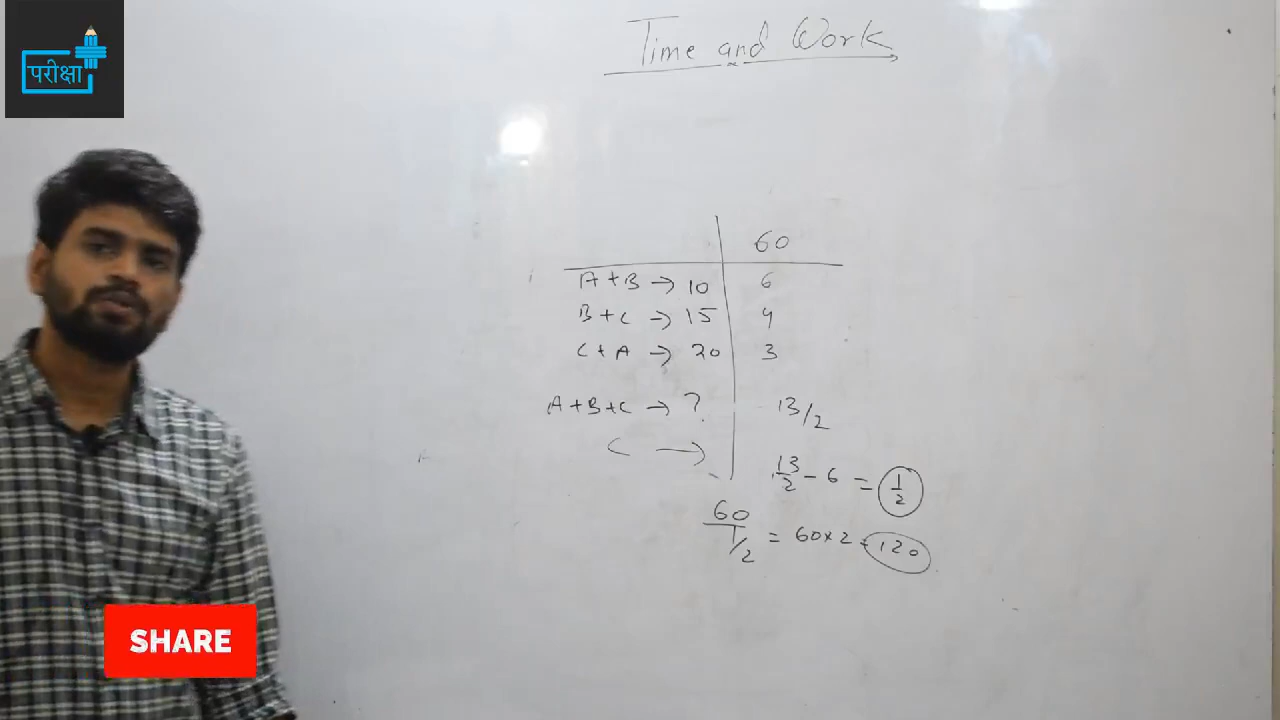 परीक्षा
Time and Work
60
A+B → 10 6
B+C → 15 4
C+A → 20 3
A+B+C → ? 13/2
C →
13/2 - 6 = 1/2
60/1/2 = 60×2 = 120
SHARE